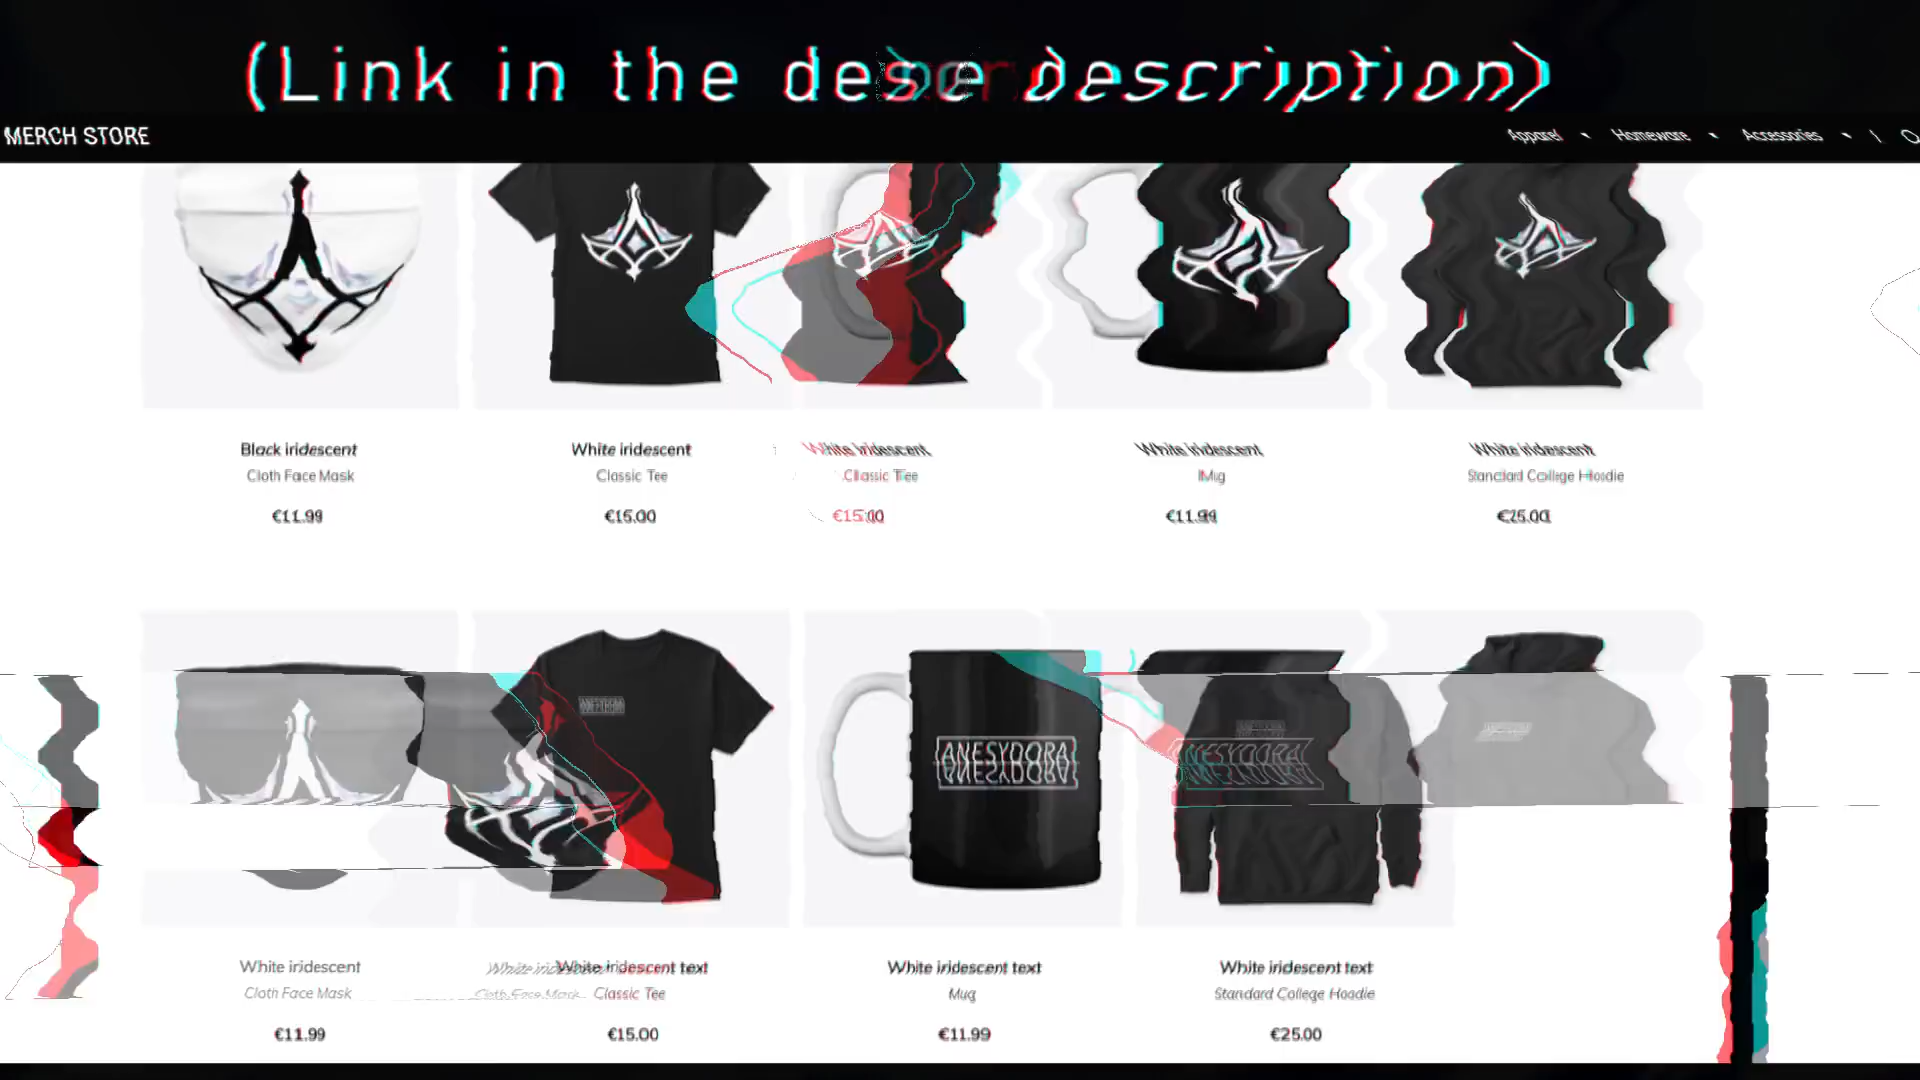 (Link in the description)
MERCH STORE
Apparel Homeware Accessories
Black iridescent
Cloth Face Mask
€11.99
White iridescent
Classic Tee
€15.00
White iridescent
Classic Tee
€15.00
White iridescent
Mug
€11.99
White iridescent
Standard College Hoodie
€25.00
ANESYDORA
White iridescent
Cloth Face Mask
€11.99
White iridescent text
Classic Tee
€15.00
White iridescent text
Mug
€11.99
White iridescent text
Standard College Hoodie
€25.00